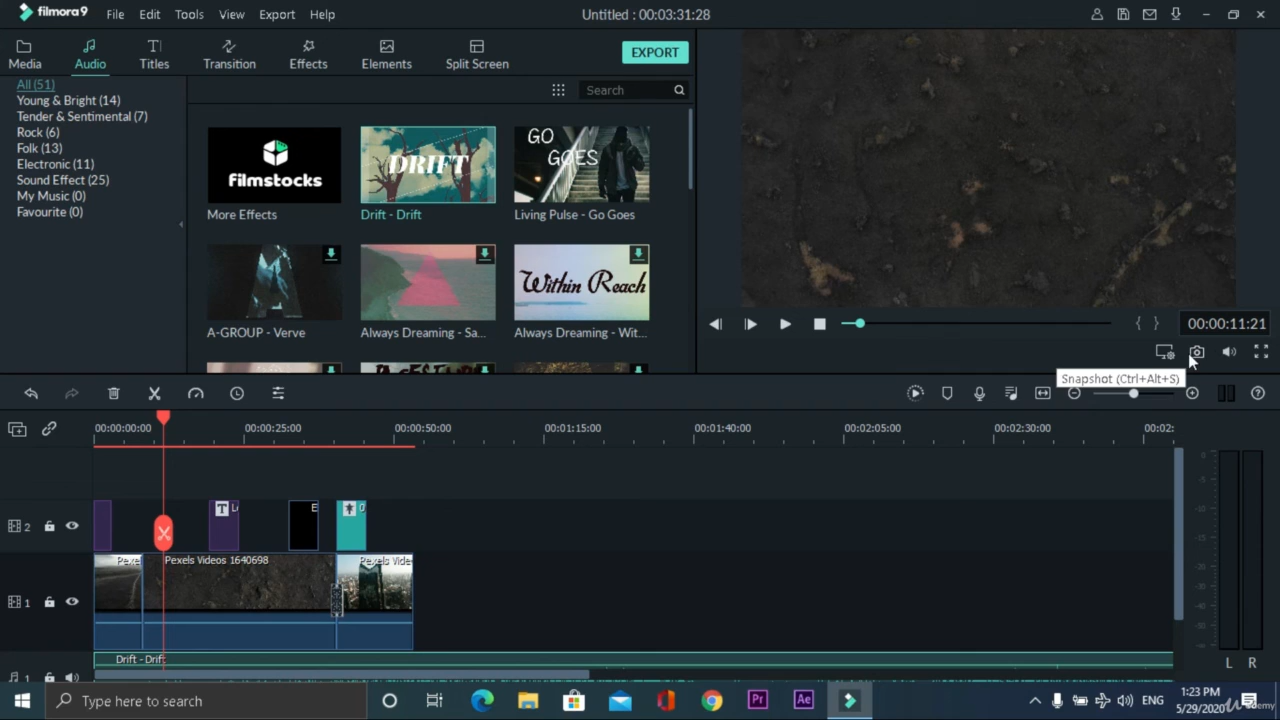 filmora9 File Edit Tools View Export Help Untitled : 00:03:31:28
Media Audio Titles Transition Effects Elements Split Screen EXPORT
All (51)
Young & Bright (14)
Tender & Sentimental (7)
Rock (6)
Folk (13)
Electronic (11)
Sound Effect (25)
My Music (0)
Favourite (0)
Search
filmstocks
More Effects
DRIFT
Drift - Drift
GO GOES
Living Pulse - Go Goes
A-GROUP - Verve
Always Dreaming - Sa...
Within Reach
Always Dreaming - Wit...
00:00:11:21
Snapshot (Ctrl+Alt+S)
00:00:00:00 00:00:25:00 00:00:50:00 00:01:15:00 00:01:40:00 00:02:05:00 00:02:30:00 00:02:
2
T
E
1
Pexe
Pexels Videos 1640698
Pexels Vide
Drift - Drift
1
L R
Type here to search
Pr
Ae
ENG
1:23 PM
5/29/2020
Udemy